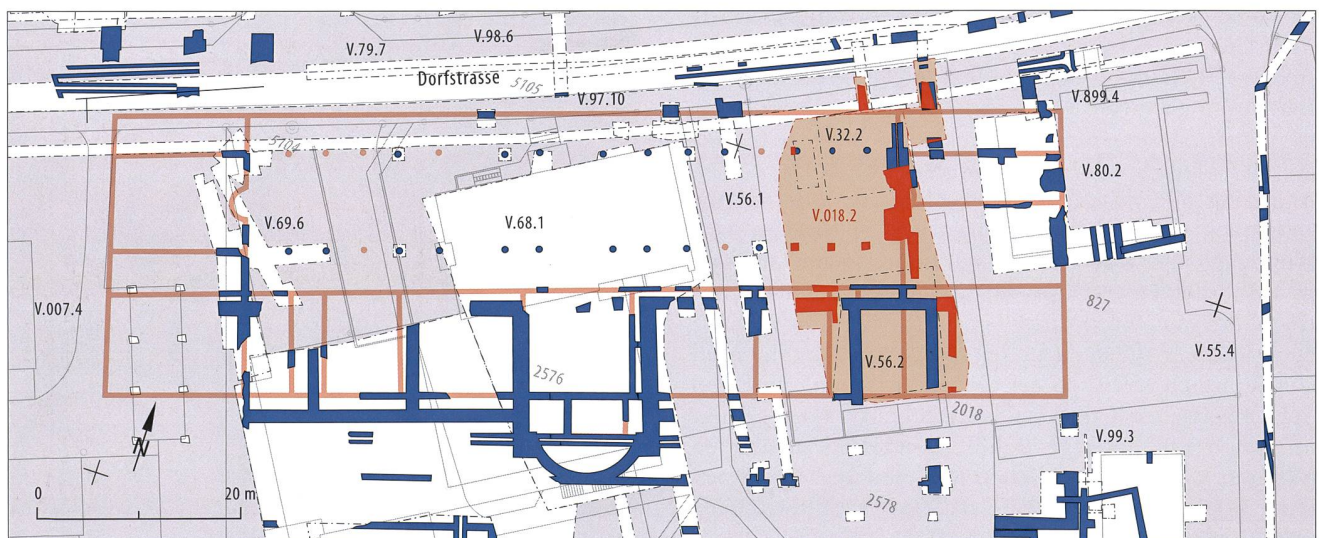 V.79.7
V.98.6
Dorfstrasse
5105
V.97.10
V.899.4
5104
V.32.2
V.80.2
V.69.6
V.68.1
V.56.1
V.018.2
V.007.4
827
V.55.4
V.56.2
2576
2018
V.99.3
N
0
20 m
2578